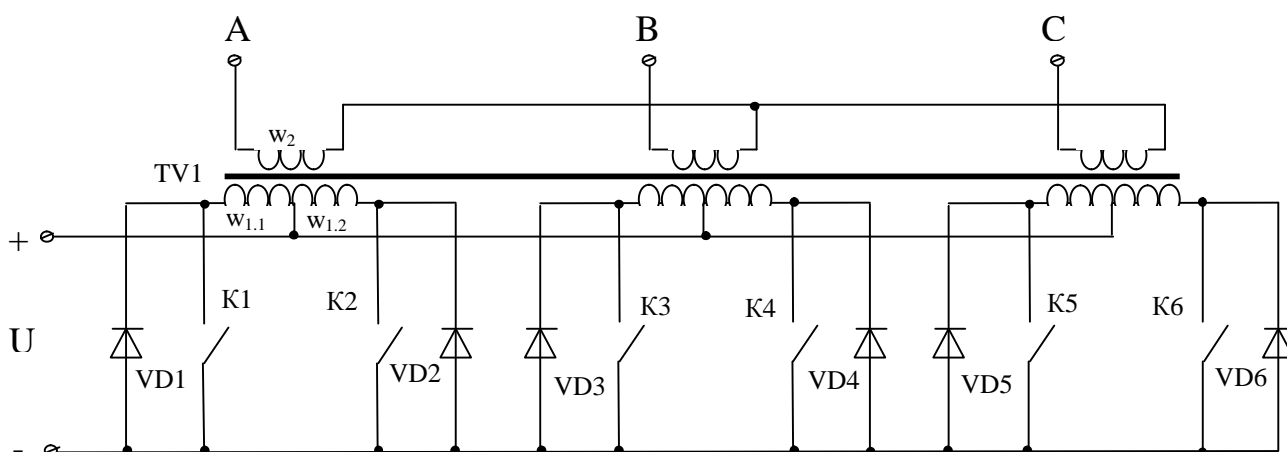 A B C
w2
TV1
w1.1 w1.2
+
K1 K2 K3 K4 K5 K6
U
VD1 VD2 VD3 VD4 VD5 VD6
-